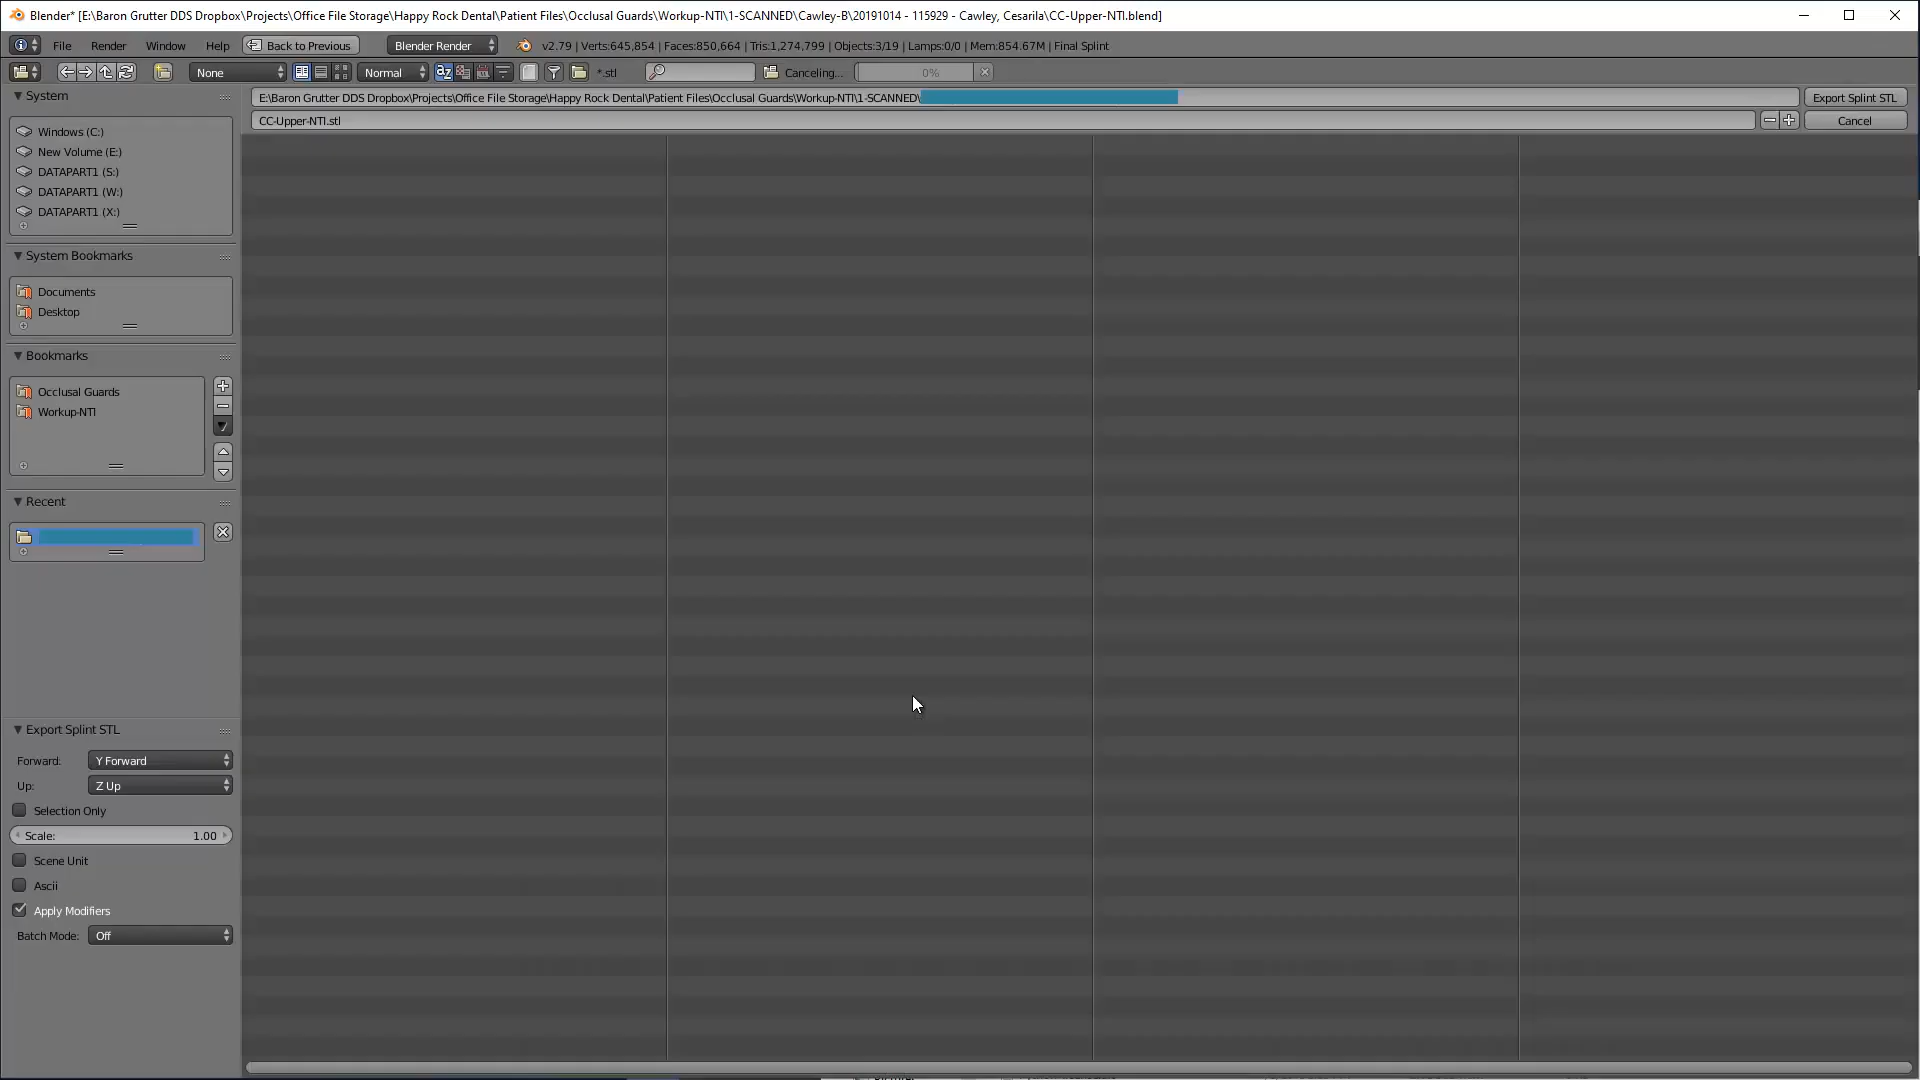 Blender* [E:\Baron Grutter DDS Dropbox\Projects\Office File Storage\Happy Rock Dental\Patient Files\Occlusal Guards\Workup-NTI\1-SCANNED\Cawley-B\20191014 - 115929 - Cawley, Cesarila\CC-Upper-NTI.blend]
File Render Window Help Back to Previous Blender Render v2.79 | Verts:645,854 | Faces:850,664 | Tris:1,274,799 | Objects:3/19 | Lamps:0/0 | Mem:854.67M | Final Splint
None Normal *.stl Canceling... 0%
System
E:\Baron Grutter DDS Dropbox\Projects\Office File Storage\Happy Rock Dental\Patient Files\Occlusal Guards\Workup-NTI\1-SCANNED\ Export Splint STL
CC-Upper-NTI.stl Cancel
Windows (C:)
New Volume (E:)
DATAPART1 (S:)
DATAPART1 (W:)
DATAPART1 (X:)
System Bookmarks
Documents
Desktop
Bookmarks
Occlusal Guards
Workup-NTI
Recent
Export Splint STL
Forward: Y Forward
Up: Z Up
Selection Only
Scale: 1.00
Scene Unit
Ascii
Apply Modifiers
Batch Mode: Off